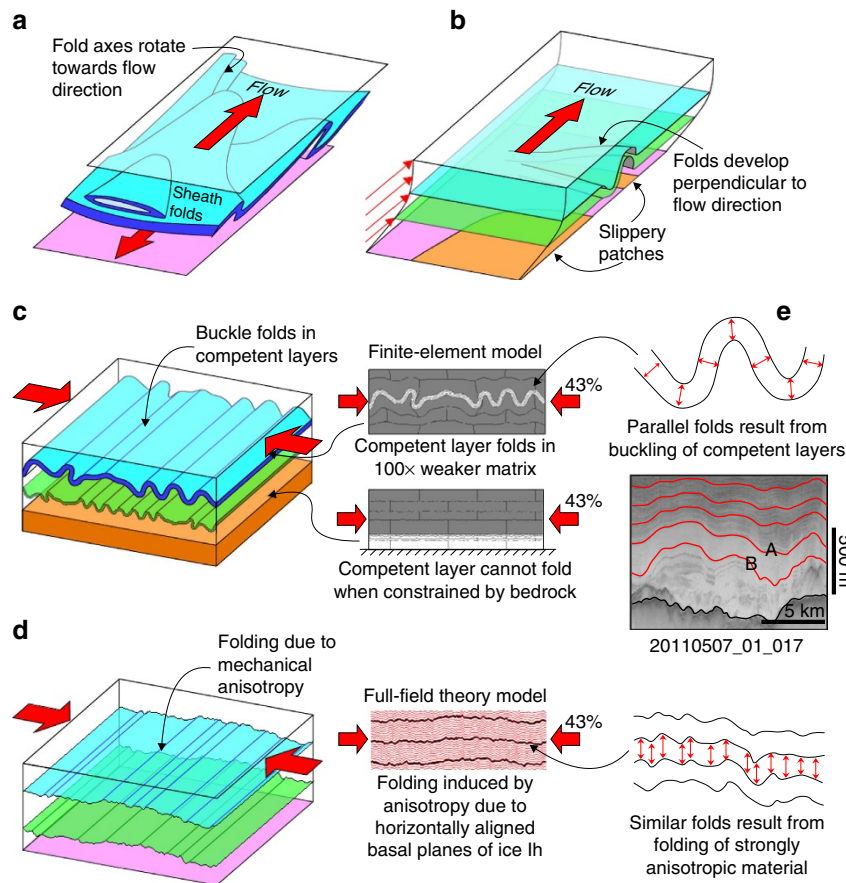 a
Fold axes rotate
towards flow
direction
Flow
Sheath
folds
b
Flow
Folds develop
perpendicular to
flow direction
Slippery
patches
c
Buckle folds in
competent layers
Finite-element model
43%
Competent layer folds in
100× weaker matrix
43%
Competent layer cannot fold
when constrained by bedrock
e
Parallel folds result from
buckling of competent layers
A
B
5 km
20110507_01_017
d
Folding due to
mechanical
anisotropy
Full-field theory model
43%
Folding induced by
anisotropy due to
horizontally aligned
basal planes of ice Ih
Similar folds result from
folding of strongly
anisotropic material